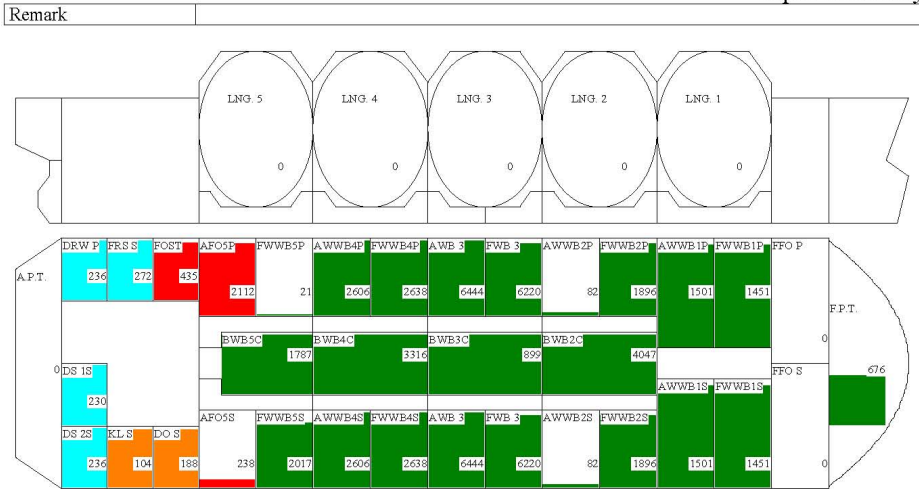 Remark
LNG. 5 LNG. 4 LNG. 3 LNG. 2 LNG. 1
0 0 0 0 0
DRW P FRS S FOST AFO5P FWWB5P AWWB4P FWWB4P AWB 3 FWB 3 AWWB2P FWWB2P AWWB1P FWWB1P FFO P
A.P.T. 236 272 435 2112 21 2606 2638 6444 6220 82 1896 1501 1451
F.P.T.
BWB5C BWB4C BWB3C BWB2C 0
1787 3316 899 4047
0 DS 1S FFO S 676
AWWB1S FWWB1S
230
AFO5S FWWB5S AWWB4S FWWB4S AWB 3 FWB 3 AWWB2S FWWB2S
DS 2S KL S DO S
236 104 188 238 2017 2606 2638 6444 6220 82 1896 1501 1451 0